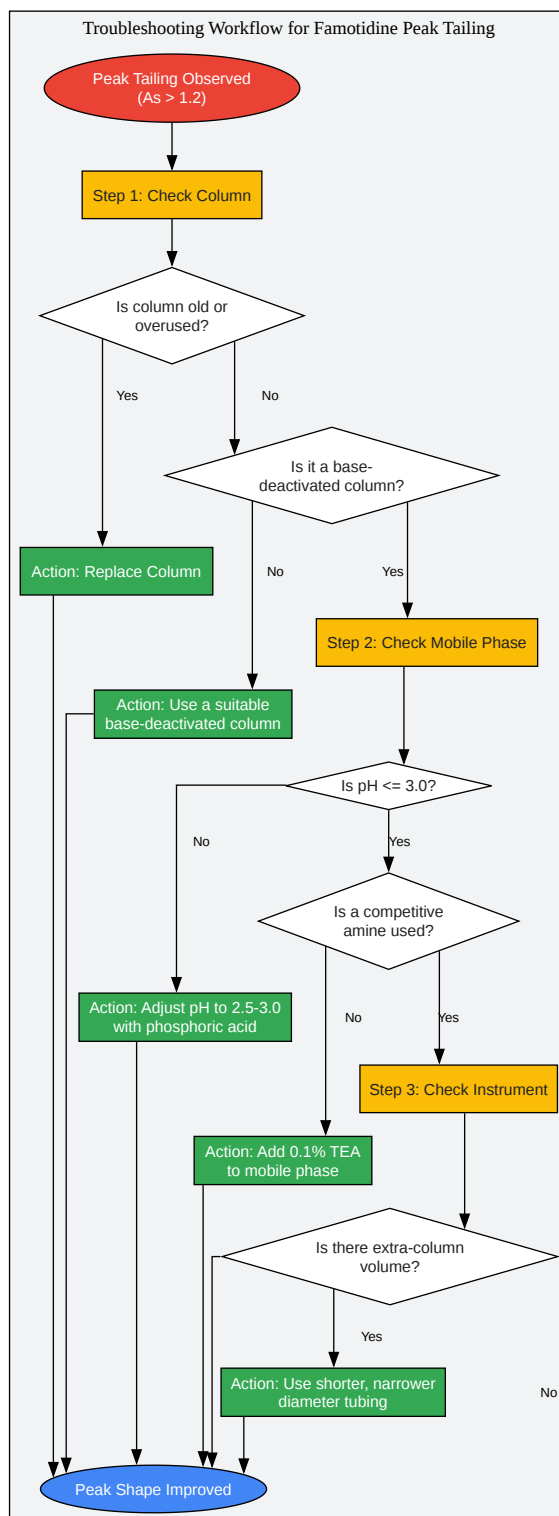 Troubleshooting Workflow for Famotidine Peak Tailing
Peak Tailing Observed
(As > 1.2)
Step 1: Check Column
Is column old or
overused?
Yes
No
Is it a base-
deactivated column?
Action: Replace Column
No
Yes
Step 2: Check Mobile Phase
Action: Use a suitable
base-deactivated column
Is pH <= 3.0?
No
Yes
Is a competitive
amine used?
Action: Adjust pH to 2.5-3.0
with phosphoric acid
No
Yes
Step 3: Check Instrument
Action: Add 0.1% TEA
to mobile phase
Is there extra-column
volume?
Yes
Action: Use shorter, narrower
diameter tubing
No
Peak Shape Improved